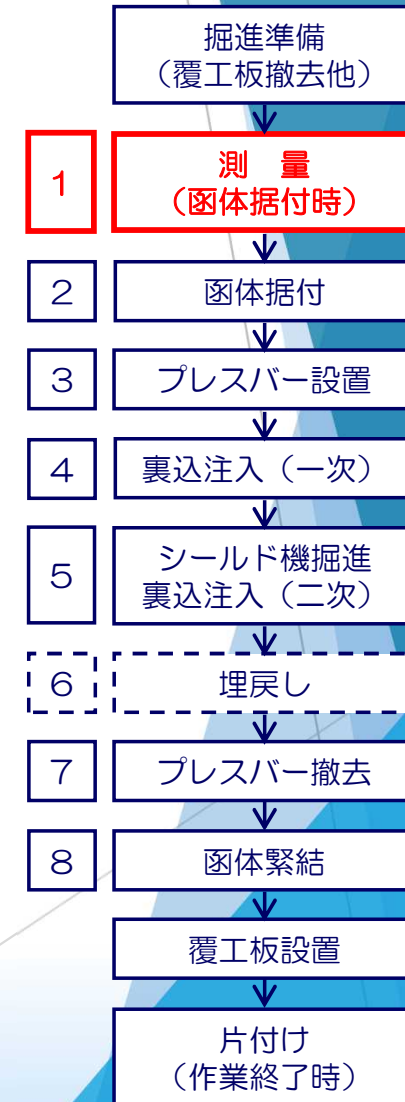 掘進準備
（覆工板撤去他）
1
測　量
（函体据付時）
2
函体据付
3
プレスバー設置
4
裏込注入（一次）
5
シールド機掘進
裏込注入（二次）
6
埋戻し
7
プレスバー撤去
8
函体緊結
覆工板設置
片付け
（作業終了時）